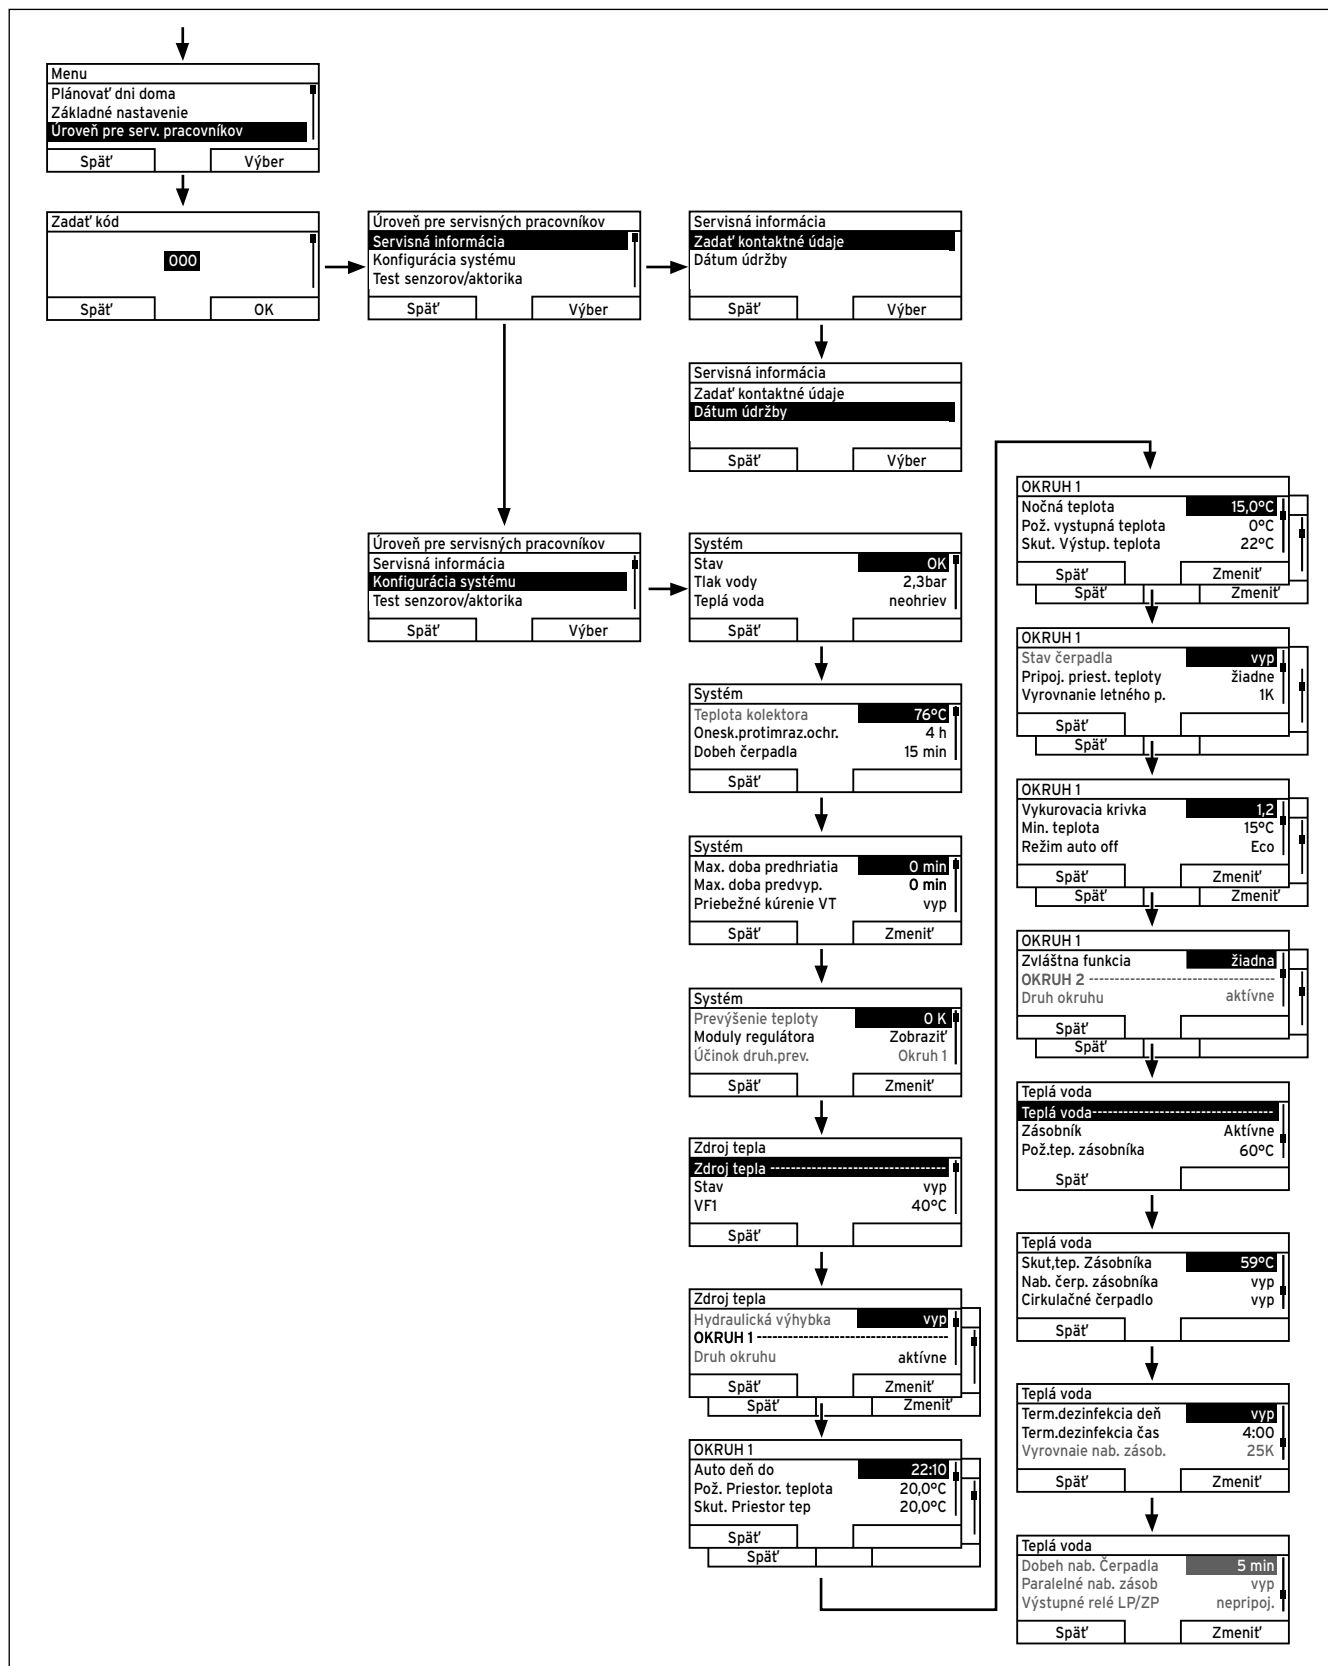 Menu
Plánovať dni doma
Základné nastavenie
Úroveň pre serv. pracovníkov
Späť Výber
Zadať kód
000
Späť OK
Úroveň pre servisných pracovníkov
Servisná informácia
Konfigurácia systému
Test senzorov/aktorika
Späť Výber
Servisná informácia
Zadať kontaktné údaje
Dátum údržby
Späť Výber
Servisná informácia
Zadať kontaktné údaje
Dátum údržby
Späť Výber
Úroveň pre servisných pracovníkov
Servisná informácia
Konfigurácia systému
Test senzorov/aktorika
Späť Výber
Systém
Stav OK
Tlak vody 2,3bar
Teplá voda neohriev
Späť
Systém
Teplota kolektora 76°C
Onesk.protimraz.ochr. 4 h
Dobeh čerpadla 15 min
Späť
Systém
Max. doba predhriatia 0 min
Max. doba predvyp. 0 min
Priebežné kúrenie VT vyp
Späť Zmeniť
Systém
Prevýšenie teploty 0 K
Moduly regulátora Zobraziť
Účinok druh.prev. Okruh 1
Späť Zmeniť
Zdroj tepla
Zdroj tepla -----------------------------------
Stav vyp
VF1 40°C
Späť
Zdroj tepla
Hydraulická výhybka vyp
OKRUH 1 --------------------------------------
Druh okruhu aktívne
Späť Zmeniť
Späť Zmeniť
OKRUH 1
Auto deň do 22:10
Pož. Priestor. teplota 20,0°C
Skut. Priestor tep 20,0°C
Späť
Späť
OKRUH 1
Nočná teplota 15,0°C
Pož. vystupná teplota 0°C
Skut. Výstup. teplota 22°C
Späť Zmeniť
Späť Zmeniť
OKRUH 1
Stav čerpadla vyp
Pripoj. priest. teploty žiadne
Vyrovnanie letného p. 1K
Späť
Späť
OKRUH 1
Vykurovacia krivka 1,2
Min. teplota 15°C
Režim auto off Eco
Späť Zmeniť
Späť Zmeniť
OKRUH 1
Zvláštna funkcia žiadna
OKRUH 2 ------------------------------------
Druh okruhu aktívne
Späť
Späť
Teplá voda
Teplá voda-----------------------------------
Zásobník Aktívne
Pož.tep. zásobníka 60°C
Späť
Teplá voda
Skut,tep. Zásobníka 59°C
Nab. čerp. zásobníka vyp
Cirkulačné čerpadlo vyp
Späť
Teplá voda
Term.dezinfekcia deň vyp
Term.dezinfekcia čas 4:00
Vyrovnaie nab. zásob. 25K
Späť Zmeniť
Teplá voda
Dobeh nab. Čerpadla 5 min
Paralelné nab. zásob vyp
Výstupné relé LP/ZP nepripoj.
Späť Zmeniť